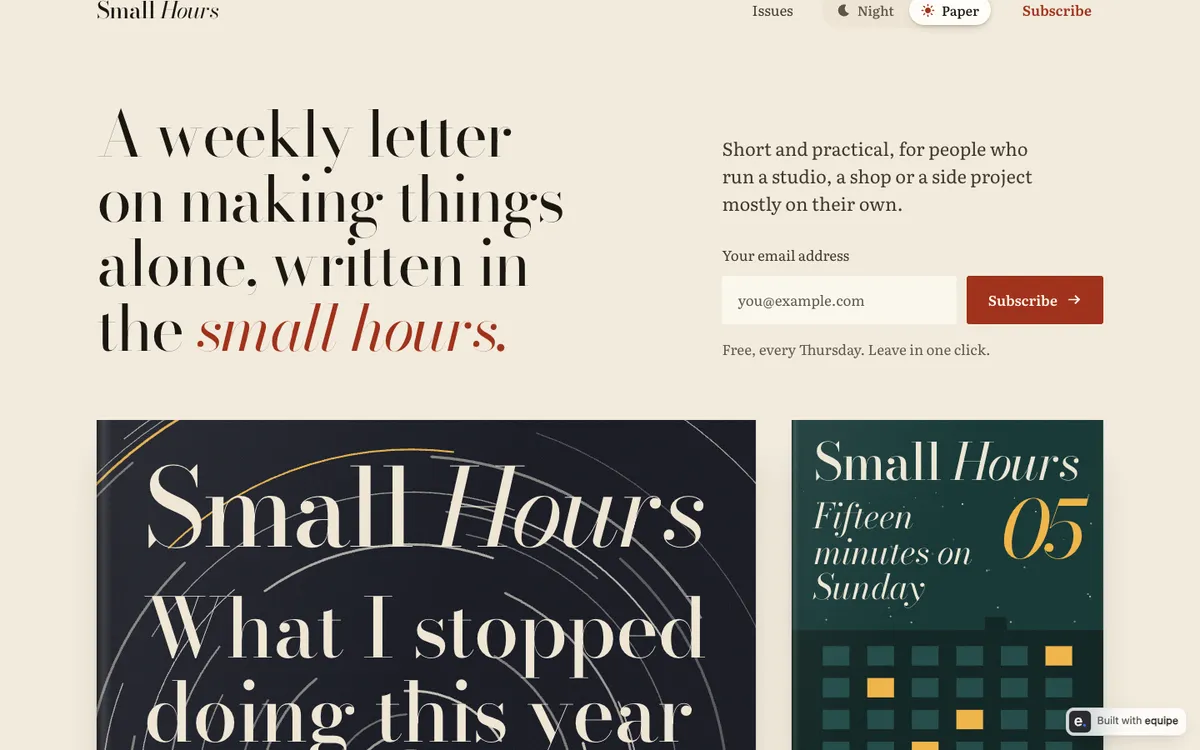 Small Hours
Issues
Night
Paper
Subscribe
A weekly letter
on making things
alone, written in
the small hours.
Short and practical, for people who
run a studio, a shop or a side project
mostly on their own.
Your email address
you@example.com
Subscribe →
Free, every Thursday. Leave in one click.
Small Hours
What I stopped
doing this year
Small Hours
Fifteen
minutes on
Sunday
05
e.
Built with equipe